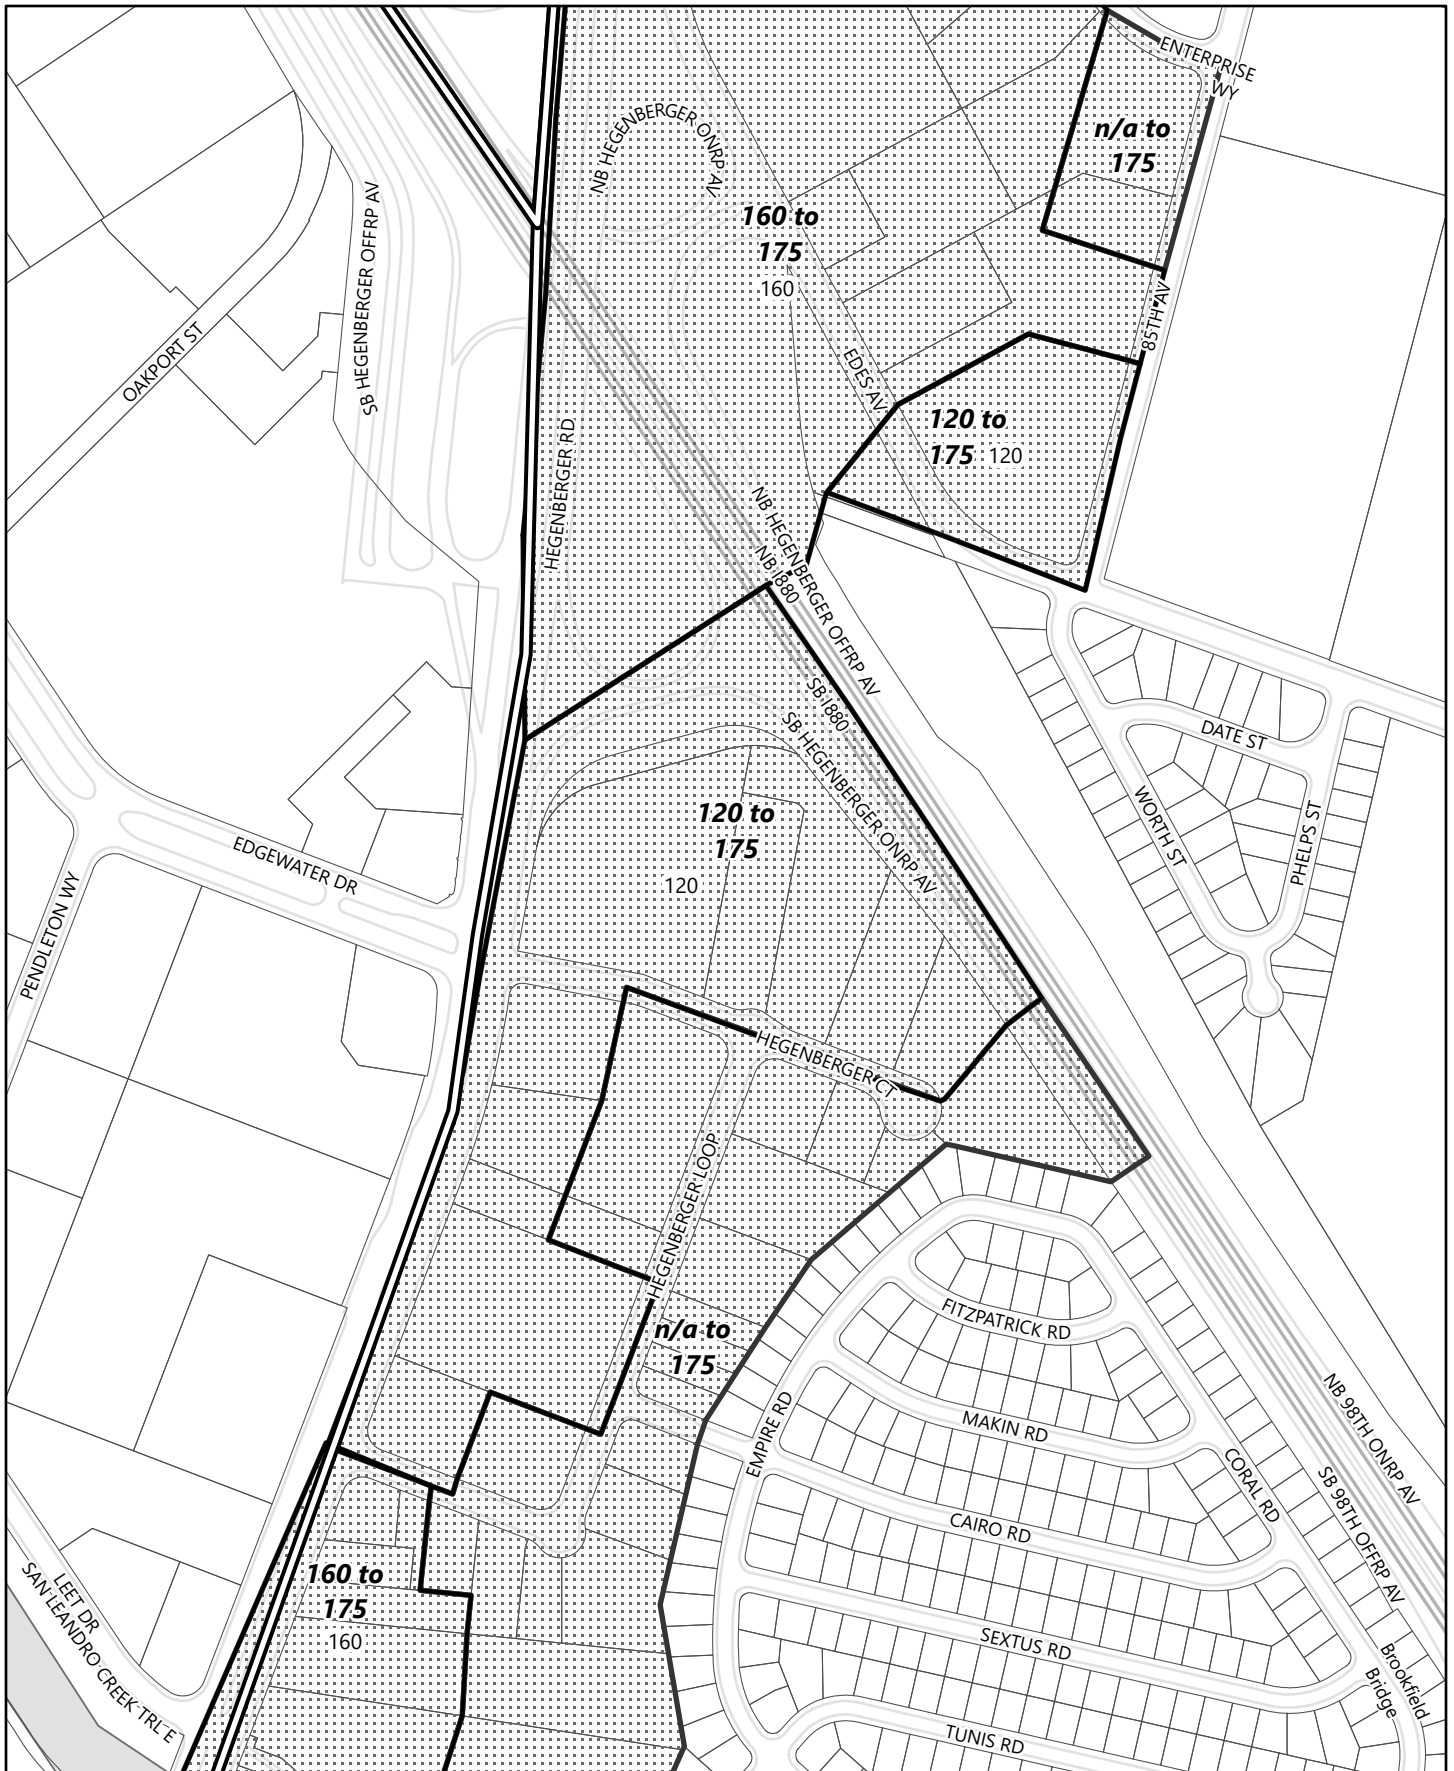 ENTERPRISE
WY
n/a to
175
NB HEGENBERGER ONRP AV
160 to
175
160
SB HEGENBERGER OFFRP AV
85TH AV
OAKPORT ST
EDES AV
120 to
175 120
HEGENBERGER RD
NB HEGENBERGER OFFRP AV
NB I880
SB I880
SB HEGENBERGER ONRP AV
DATE ST
WORTH ST
PHELPS ST
120 to
175
120
EDGEWATER DR
PENDLETON WY
HEGENBERGER CT
HEGENBERGER LOOP
n/a to
175
FITZPATRICK RD
MAKIN RD
EMPIRE RD
CORAL RD
NB 98TH ONRP AV
SB 98TH OFFRP AV
CAIRO RD
160 to
175
160
LEET DR
SAN LEANDRO CREEK TRL E
SEXTUS RD
Brookfield
Bridge
TUNIS RD